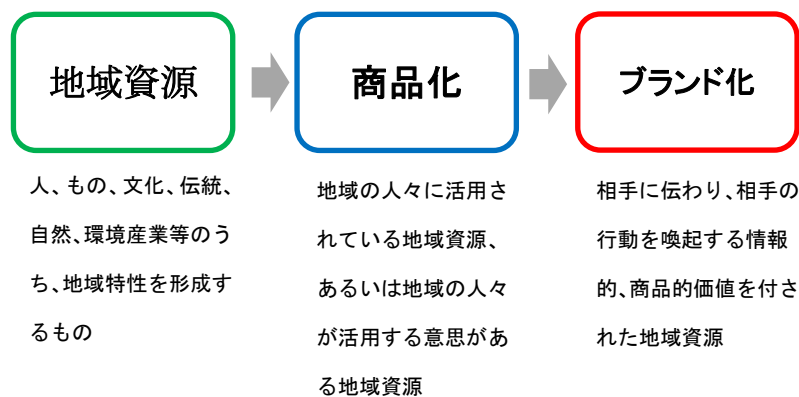 地域資源
商品化
ブランド化
人、もの、文化、伝統、
自然、環境産業等のう
ち、地域特性を形成す
るもの
地域の人々に活用さ
れている地域資源、
あるいは地域の人々
が活用する意思があ
る地域資源
相手に伝わり、相手の
行動を喚起する情報
的、商品的価値を付さ
れた地域資源